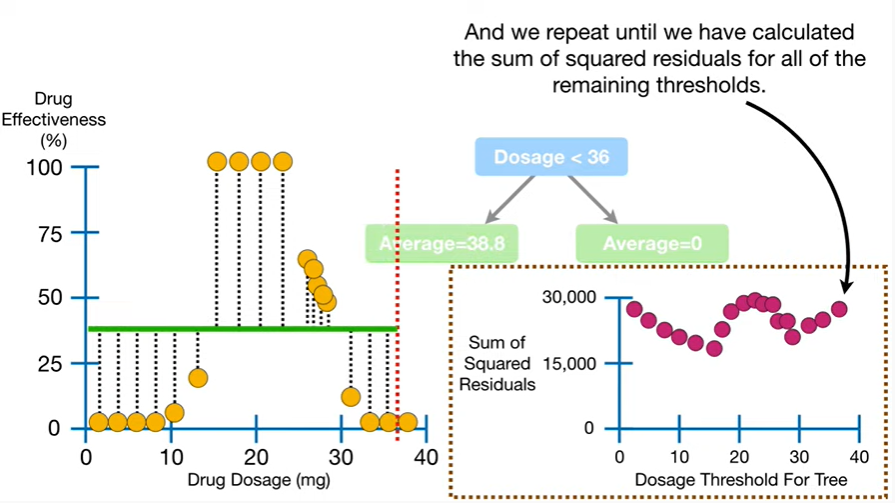 And we repeat until we have calculated
the sum of squared residuals for all of the
remaining thresholds.
Drug
Effectiveness
(%)
100
75
50
25
0
0
10
20
30
40
Drug Dosage (mg)
Dosage < 36
Average=38.8
Average=0
Sum of
Squared
Residuals
30,000
15,000
0
0
10
20
30
40
Dosage Threshold For Tree